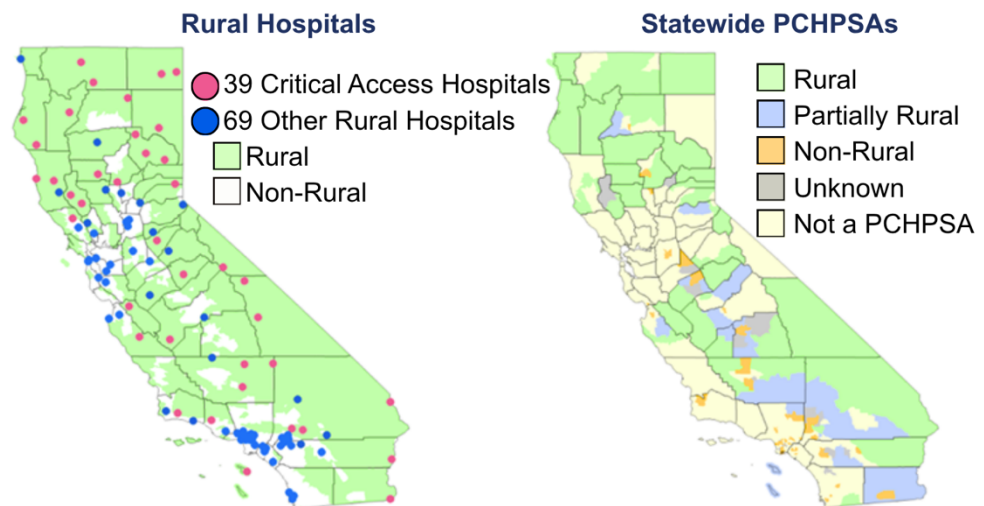 Rural Hospitals
39 Critical Access Hospitals
69 Other Rural Hospitals
Rural
Non-Rural
Statewide PCHPSAs
Rural
Partially Rural
Non-Rural
Unknown
Not a PCHPSA